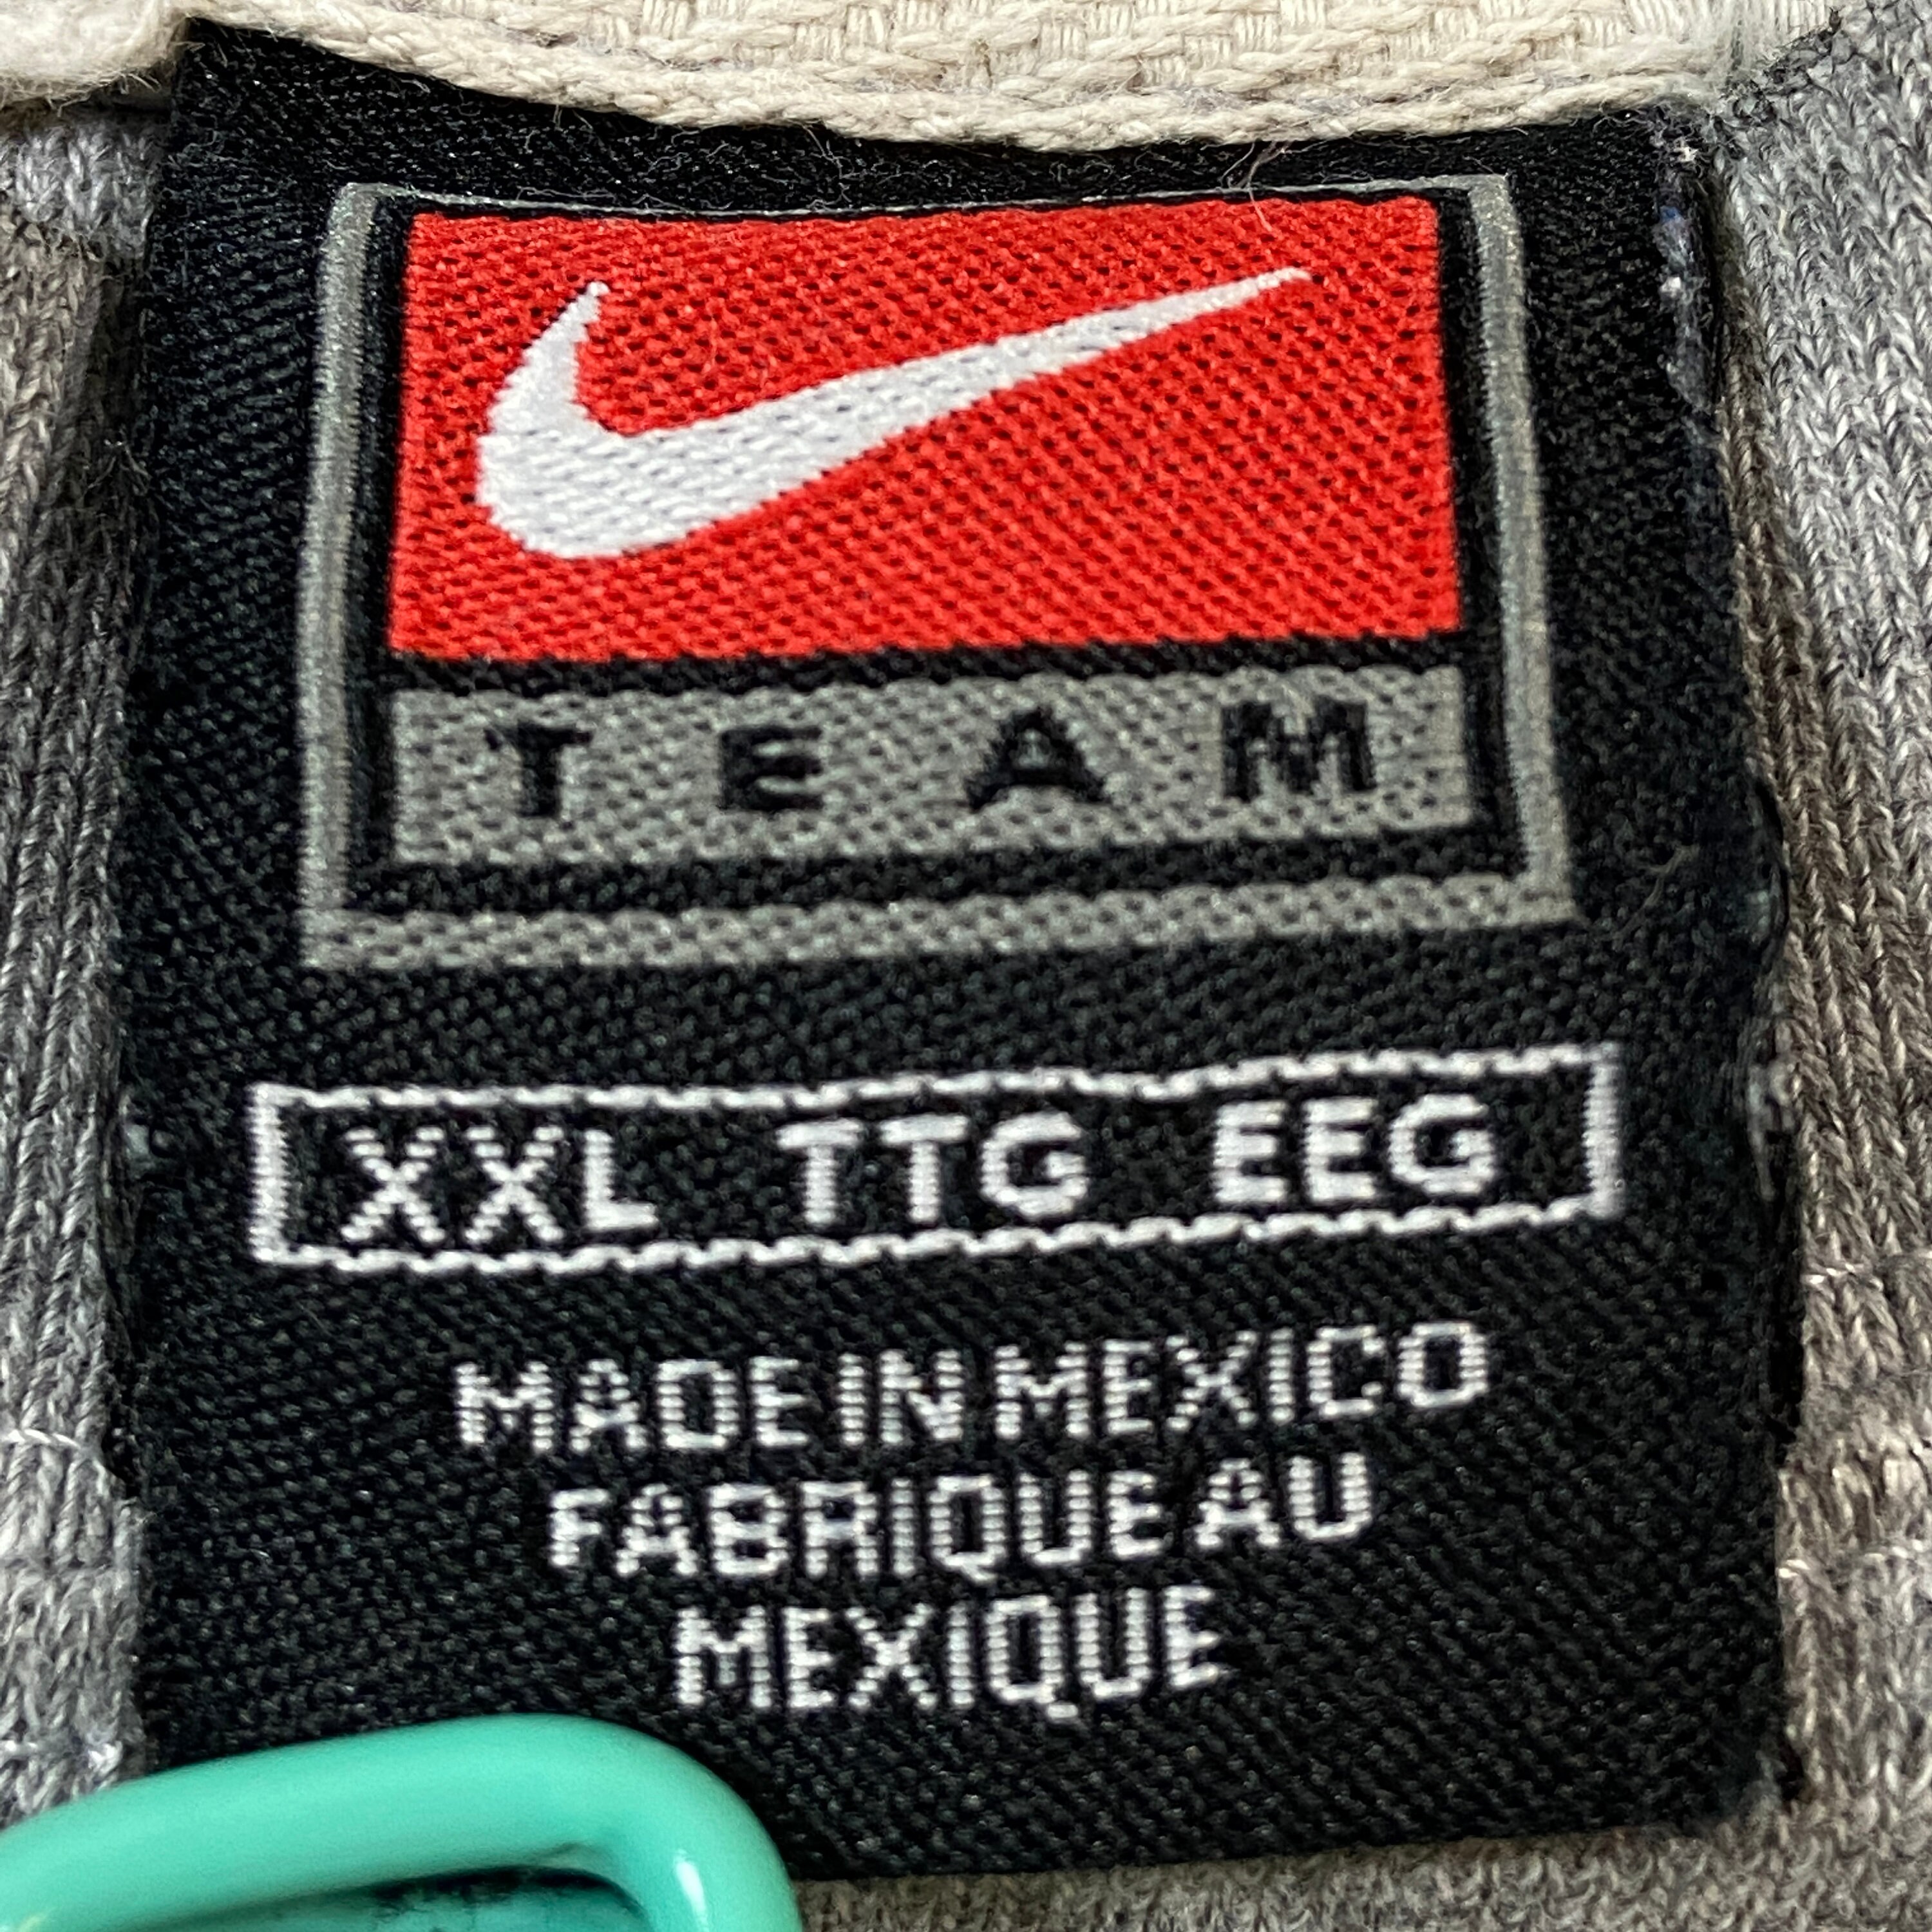 TEAM
XXL TTG EEG
MADE IN MEXICO
FABRIQUE AU
MEXIQUE